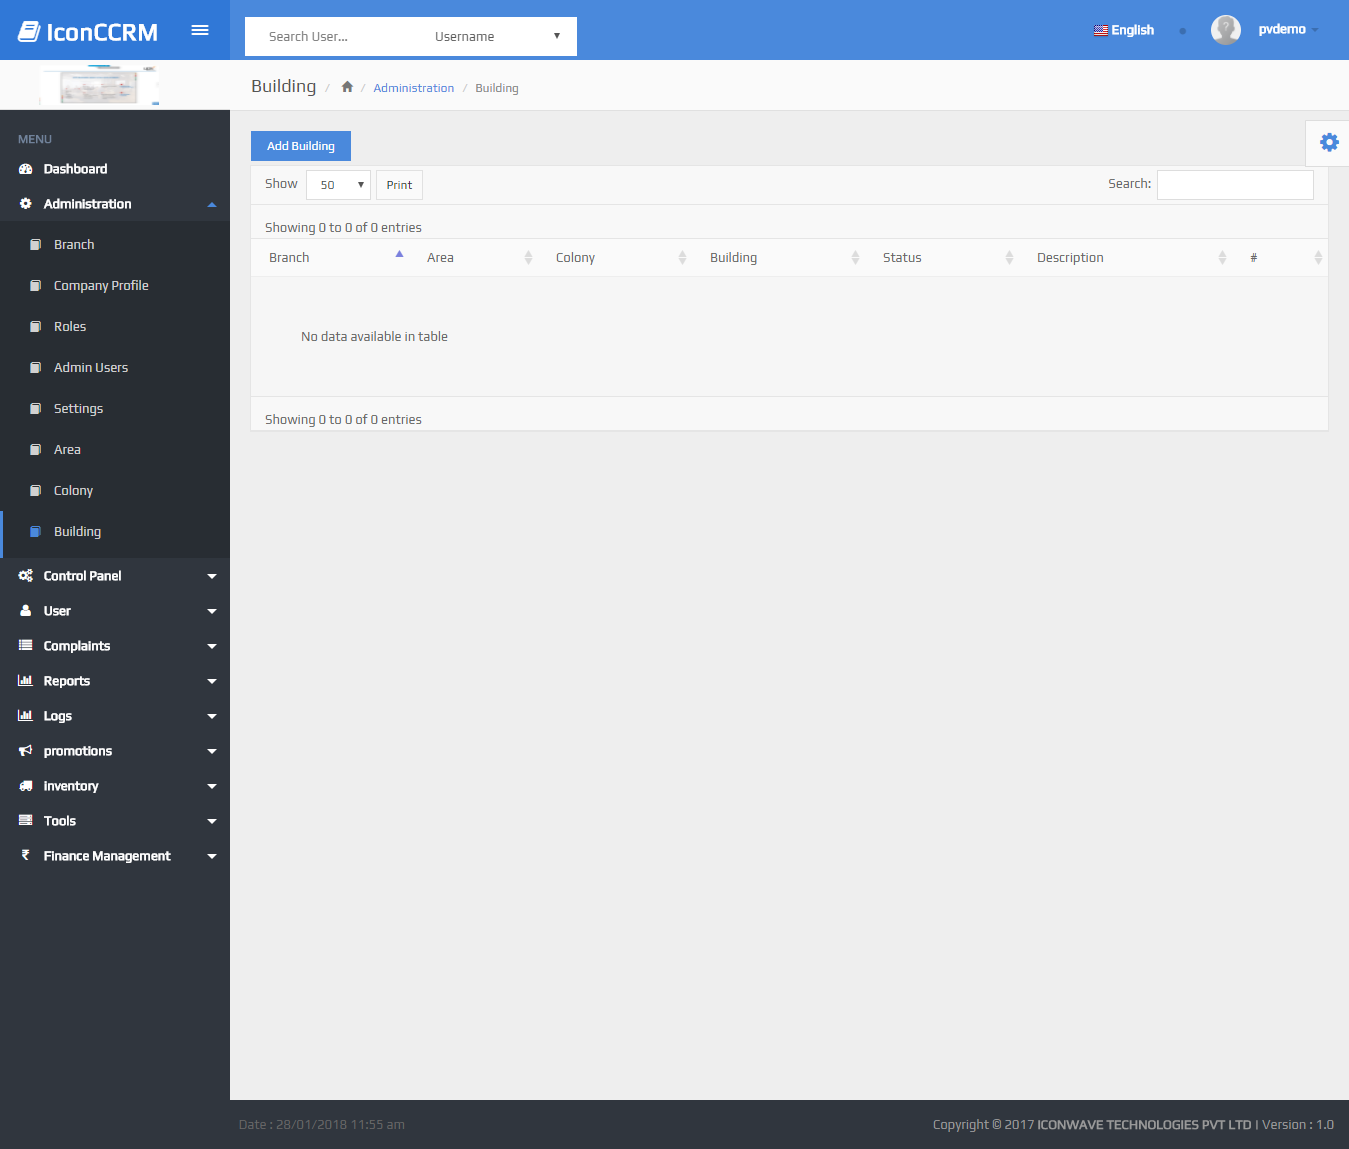 IconCCRM
Search User... Username
English
pvdemo
Building / / Administration / Building
MENU
Dashboard
Administration
Branch
Company Profile
Roles
Admin Users
Settings
Area
Colony
Building
Control Panel
User
Complaints
Reports
Logs
promotions
Inventory
Tools
Finance Management
Add Building
Show 50 Print Search:
Showing 0 to 0 of 0 entries
Branch Area Colony Building Status Description #
No data available in table
Showing 0 to 0 of 0 entries
Date : 28/01/2018 11:55 am
Copyright © 2017 ICONWAVE TECHNOLOGIES PVT LTD | Version : 1.0